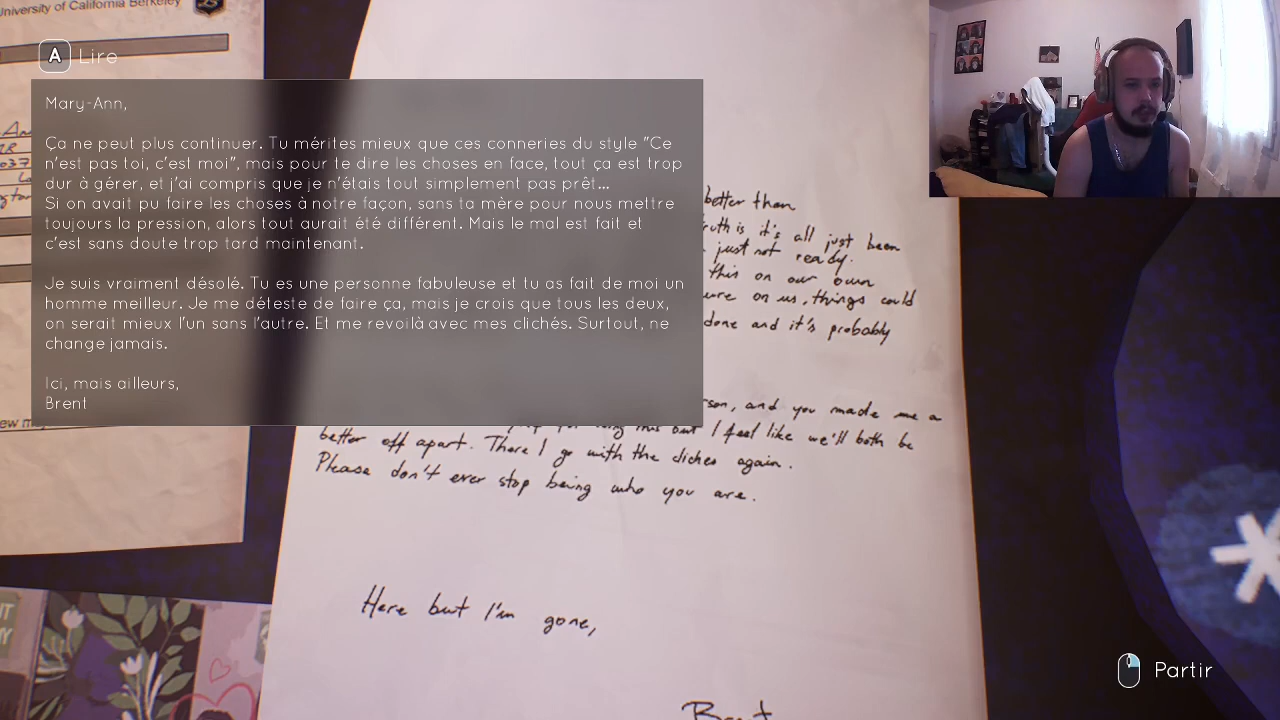 University of California Berkeley
A Lire
Mary-Ann,
Ça ne peut plus continuer. Tu mérites mieux que ces conneries du style "Ce
n'est pas toi, c'est moi", mais pour te dire les choses en face, tout ça est trop
dur à gérer, et j'ai compris que je n'étais tout simplement pas prêt...
Si on avait pu faire les choses à notre façon, sans ta mère pour nous mettre
toujours la pression, alors tout aurait été différent. Mais le mal est fait et
c'est sans doute trop tard maintenant.
Je suis vraiment désolé. Tu es une personne fabuleuse et tu as fait de moi un
homme meilleur. Je me déteste de faire ça, mais je crois que tous les deux,
on serait mieux l'un sans l'autre. Et me revoilà avec mes clichés. Surtout, ne
change jamais.
Ici, mais ailleurs,
Brent
better than
it's all just been
just not ready.
this on our own
on us, things could
done and it's probably
and you made me a
this but I feel like we'll both be
better off apart. There I go with the cliches again.
Please don't ever stop being who you are.
Here but I'm gone,
Brent
Partir